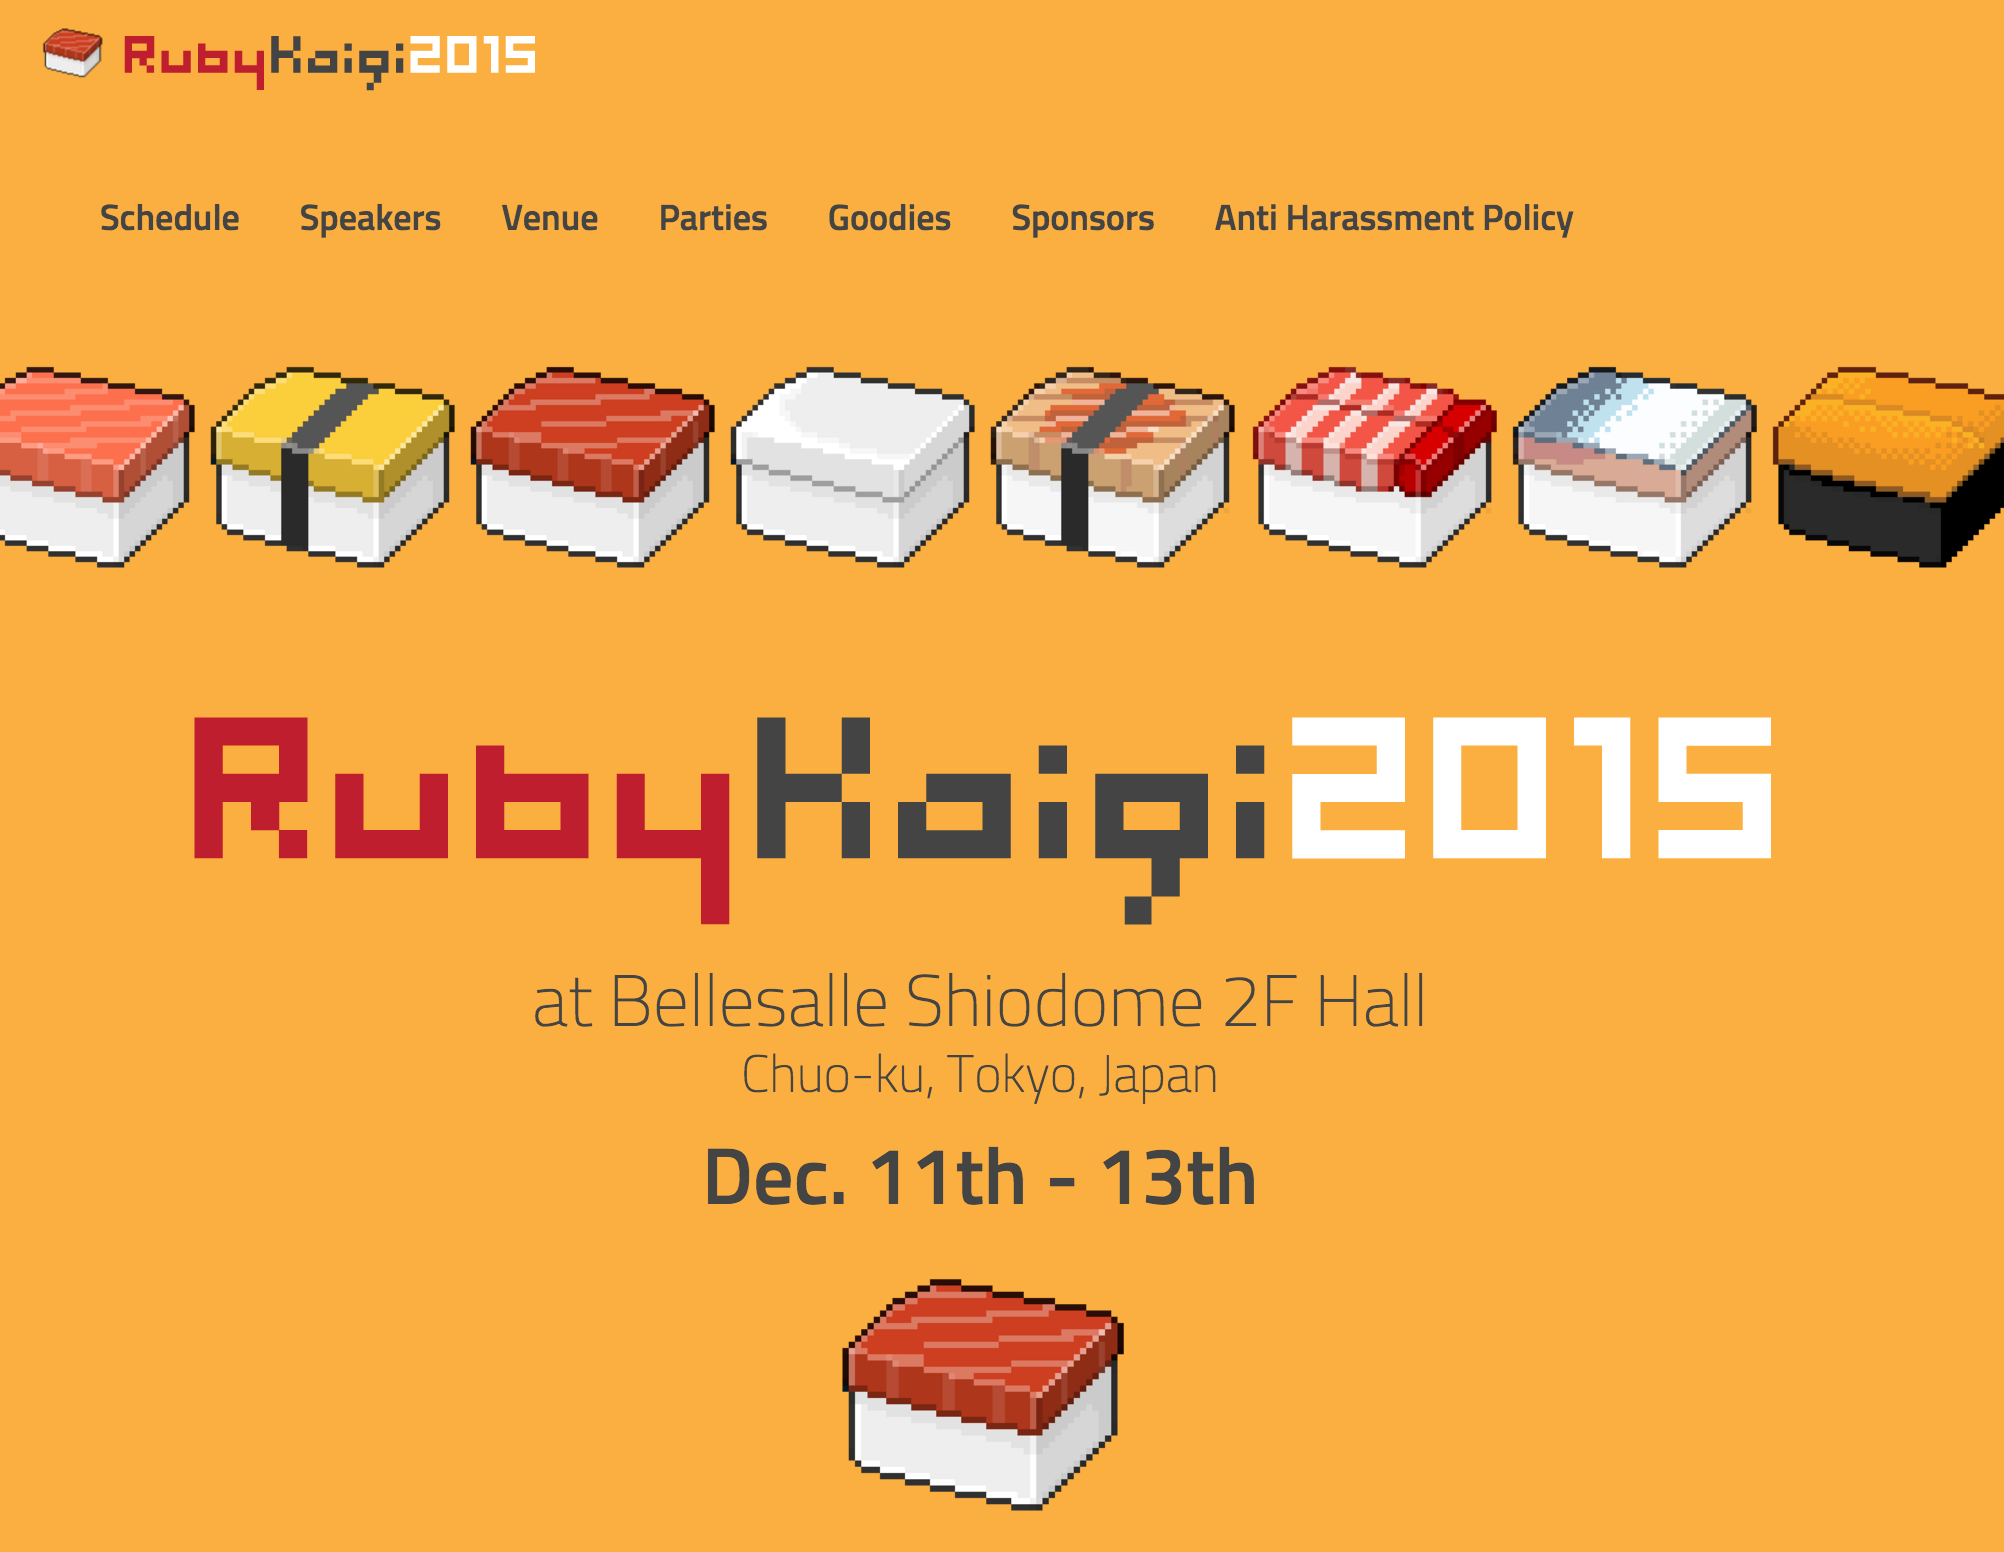 RubyKaigi2015
Schedule Speakers Venue Parties Goodies Sponsors Anti Harassment Policy
RubyKaigi2015
at Bellesalle Shiodome 2F Hall
Chuo-ku, Tokyo, Japan
Dec. 11th - 13th